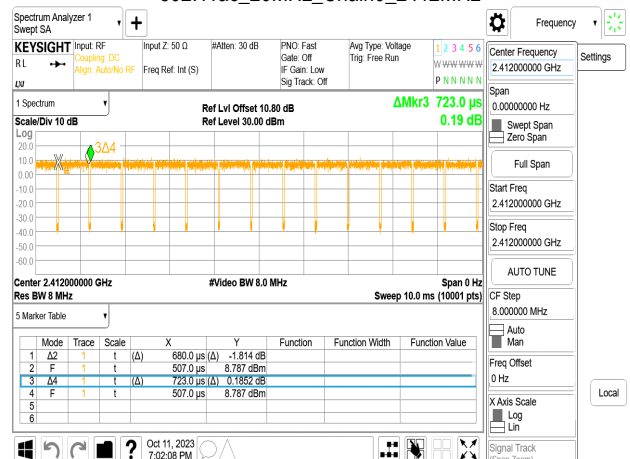 Spectrum Analyzer 1
Swept SA
KEYSIGHT
RL
Input: RF
Coupling: DC
Align: Auto/No RF
Input Z: 50 Ω
Freq Ref: Int (S)
#Atten: 30 dB
PNO: Fast
Gate: Off
IF Gain: Low
Sig Track: Off
Avg Type: Voltage
Trig: Free Run
1 2 3 4 5 6
W W W W W W
P N N N N N
1 Spectrum
Scale/Div 10 dB
Ref Lvl Offset 10.80 dB
Ref Level 30.00 dBm
ΔMkr3 723.0 µs
0.19 dB
Log
20.0
10.0
0.00
-10.0
-20.0
-30.0
-40.0
-50.0
-60.0
3Δ4
Center 2.412000000 GHz
Res BW 8 MHz
#Video BW 8.0 MHz
Span 0 Hz
Sweep 10.0 ms (10001 pts)
5 Marker Table
Mode Trace Scale X Y Function Function Width Function Value
1 Δ2 1 t (Δ) 680.0 µs (Δ) -1.814 dB
2 F 1 t 507.0 µs 8.787 dBm
3 Δ4 1 t (Δ) 723.0 µs (Δ) 0.1852 dB
4 F 1 t 507.0 µs 8.787 dBm
5
6
Oct 11, 2023
7:02:08 PM
Frequency
Settings
Center Frequency
2.412000000 GHz
Span
0.00000000 Hz
Swept Span
Zero Span
Full Span
Start Freq
2.412000000 GHz
Stop Freq
2.412000000 GHz
AUTO TUNE
CF Step
8.000000 MHz
Auto
Man
Freq Offset
0 Hz
X Axis Scale
Log
Lin
Local
Signal Track